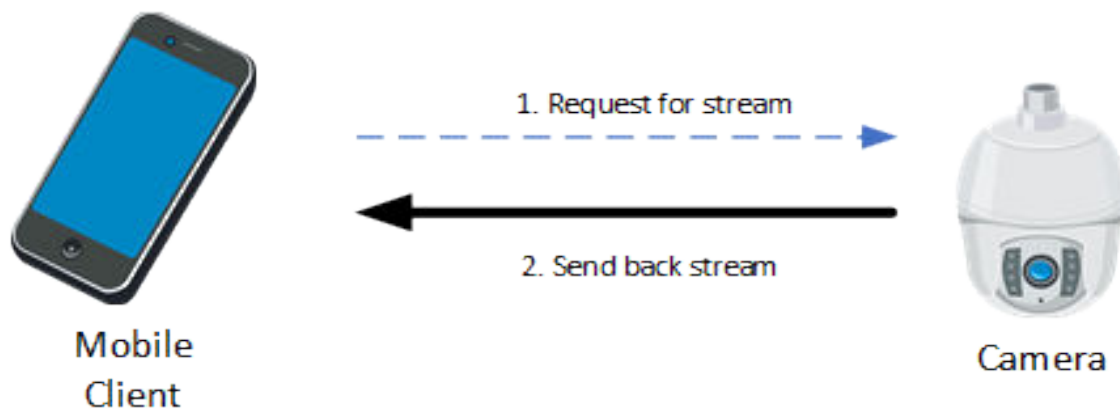 1. Request for stream
2. Send back stream
Mobile
Client
Camera